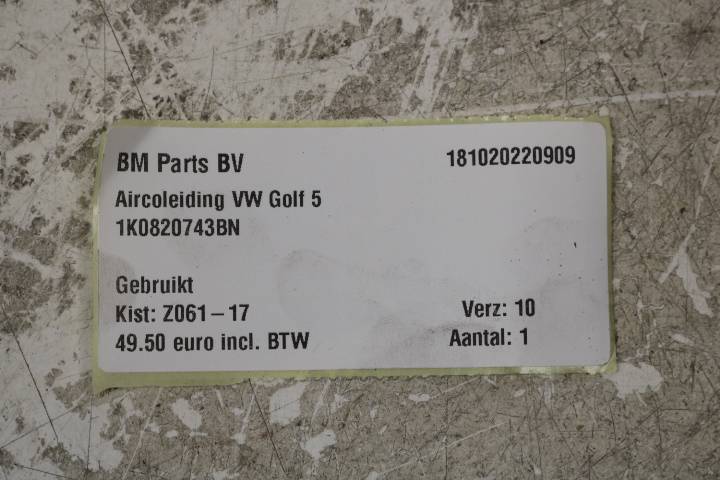 BM Parts BV 181020220909
Aircoleiding VW Golf 5
1K0820743BN
Gebruikt
Kist: Z061-17 Verz: 10
49.50 euro incl. BTW Aantal: 1